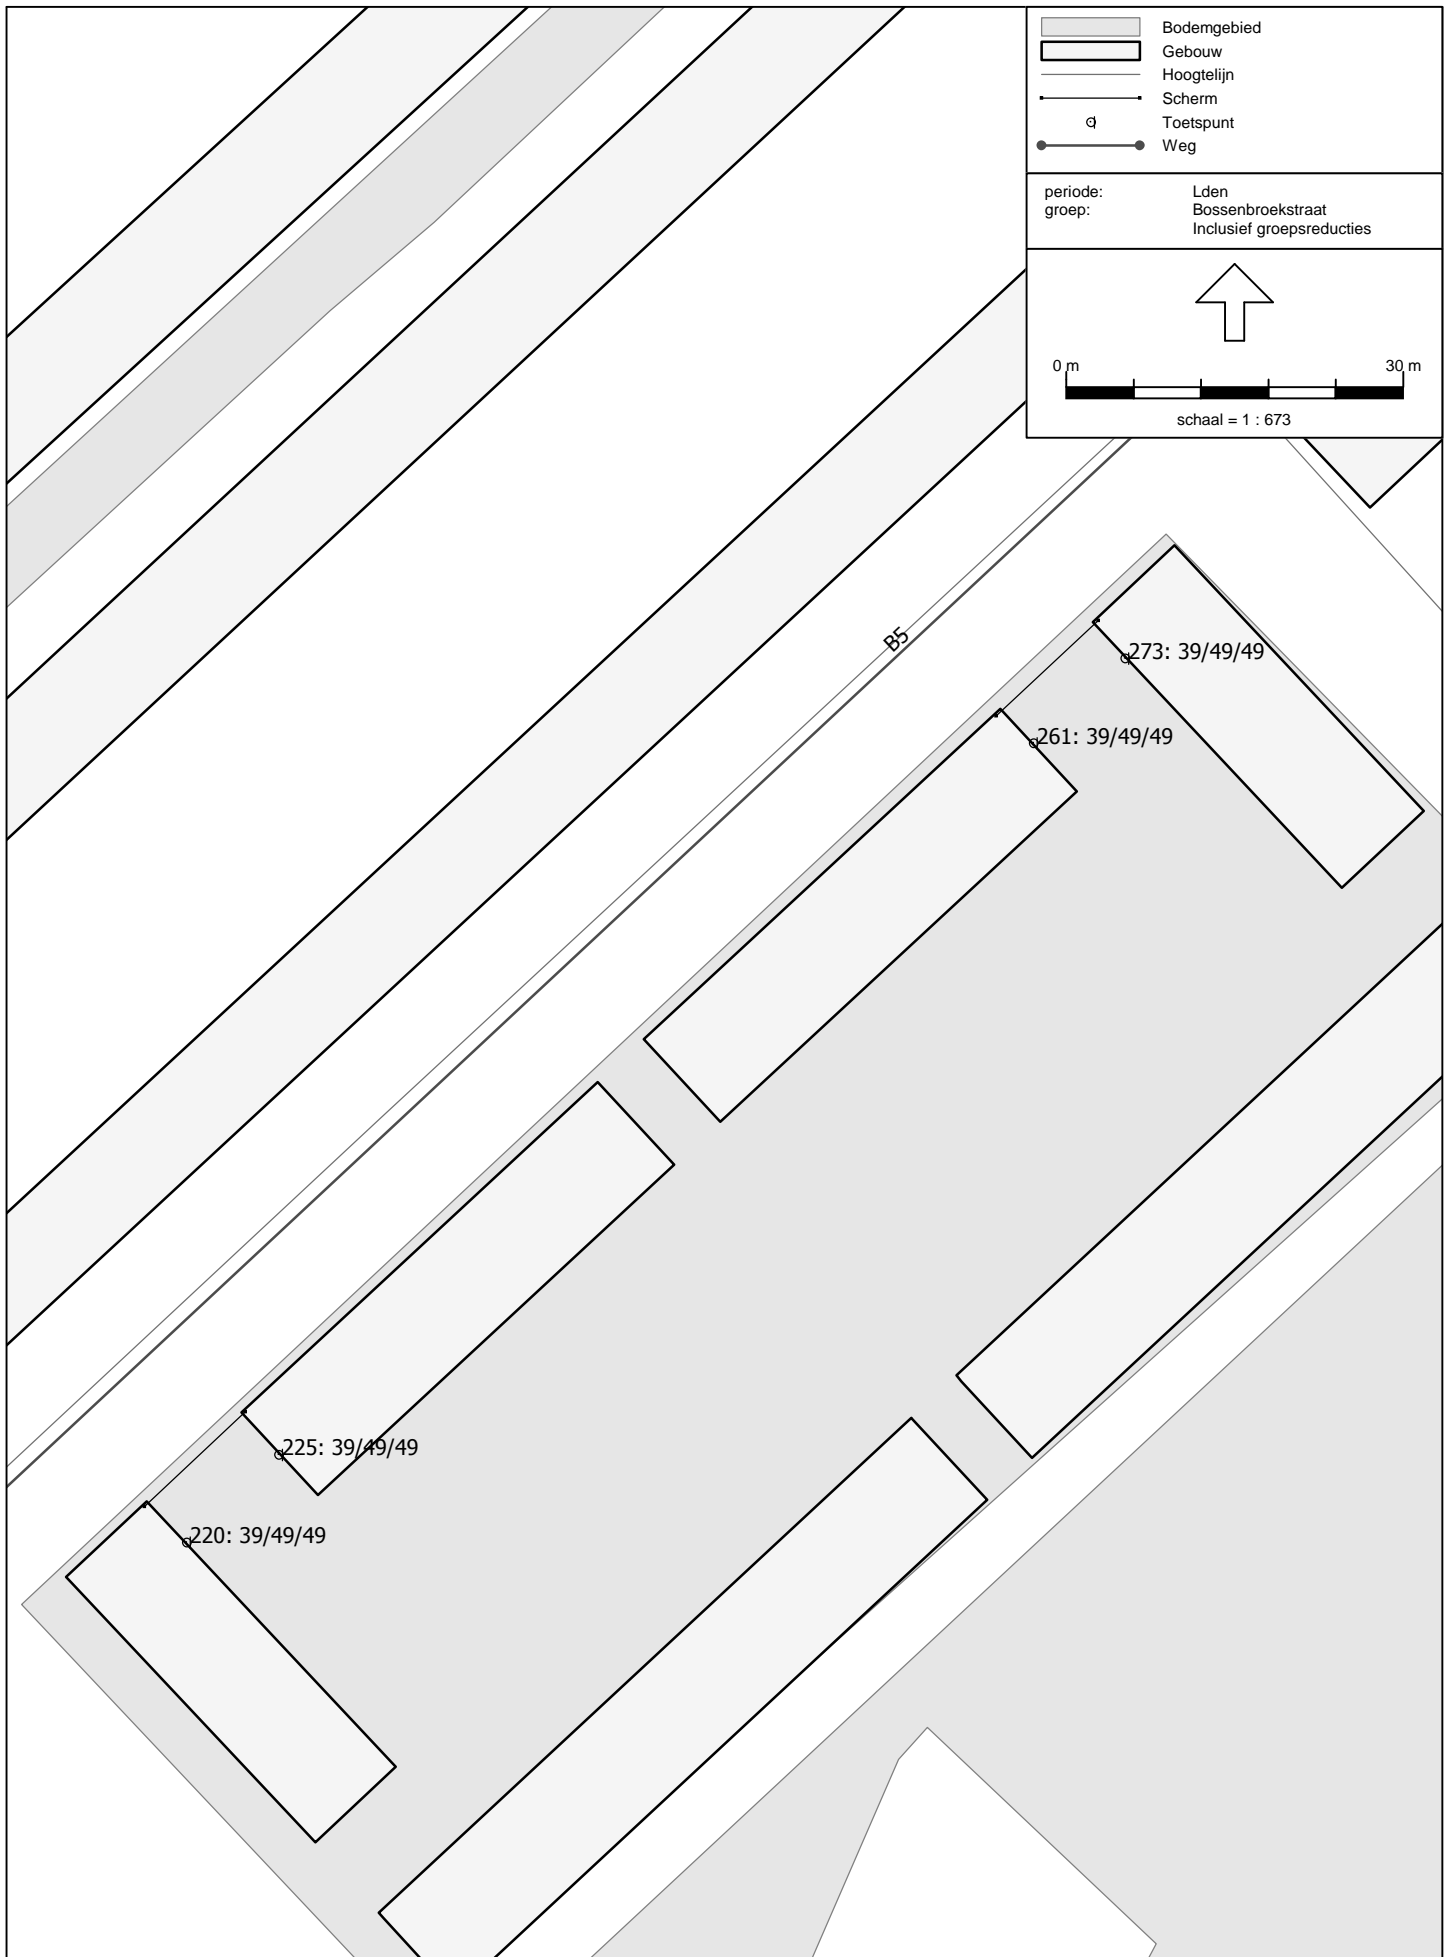 Bodemgebied
Gebouw
Hoogtelijn
Scherm
Toetspunt
Weg
periode: Lden
groep: Bossenbroekstraat
Inclusief groepsreducties
0 m 30 m
schaal = 1 : 673
B5
273: 39/49/49
261: 39/49/49
225: 39/49/49
220: 39/49/49